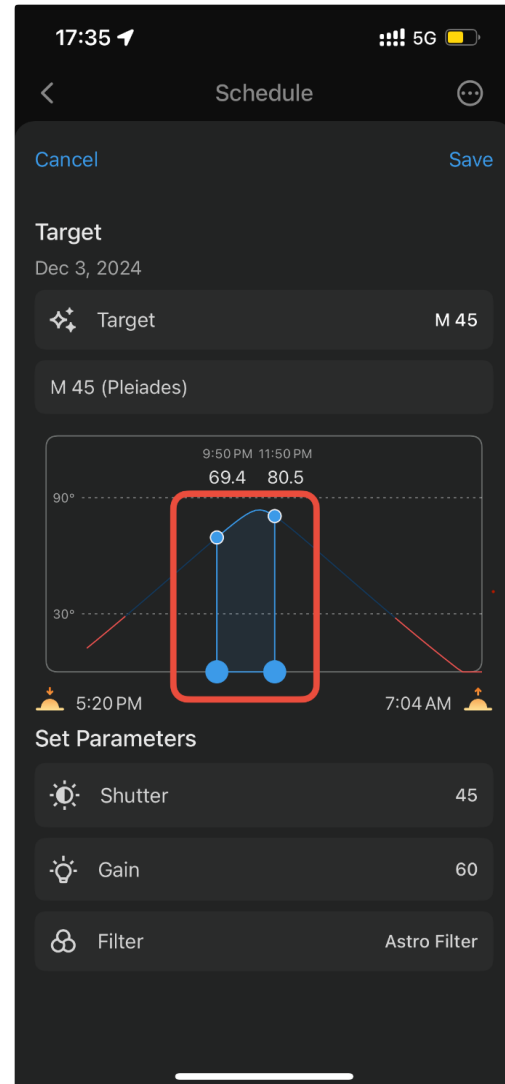 17:35 5G
Schedule
Cancel Save
Target
Dec 3, 2024
Target M 45
M 45 (Pleiades)
9:50 PM 11:50 PM
69.4 80.5
90°
30°
5:20 PM 7:04 AM
Set Parameters
Shutter 45
Gain 60
Filter Astro Filter